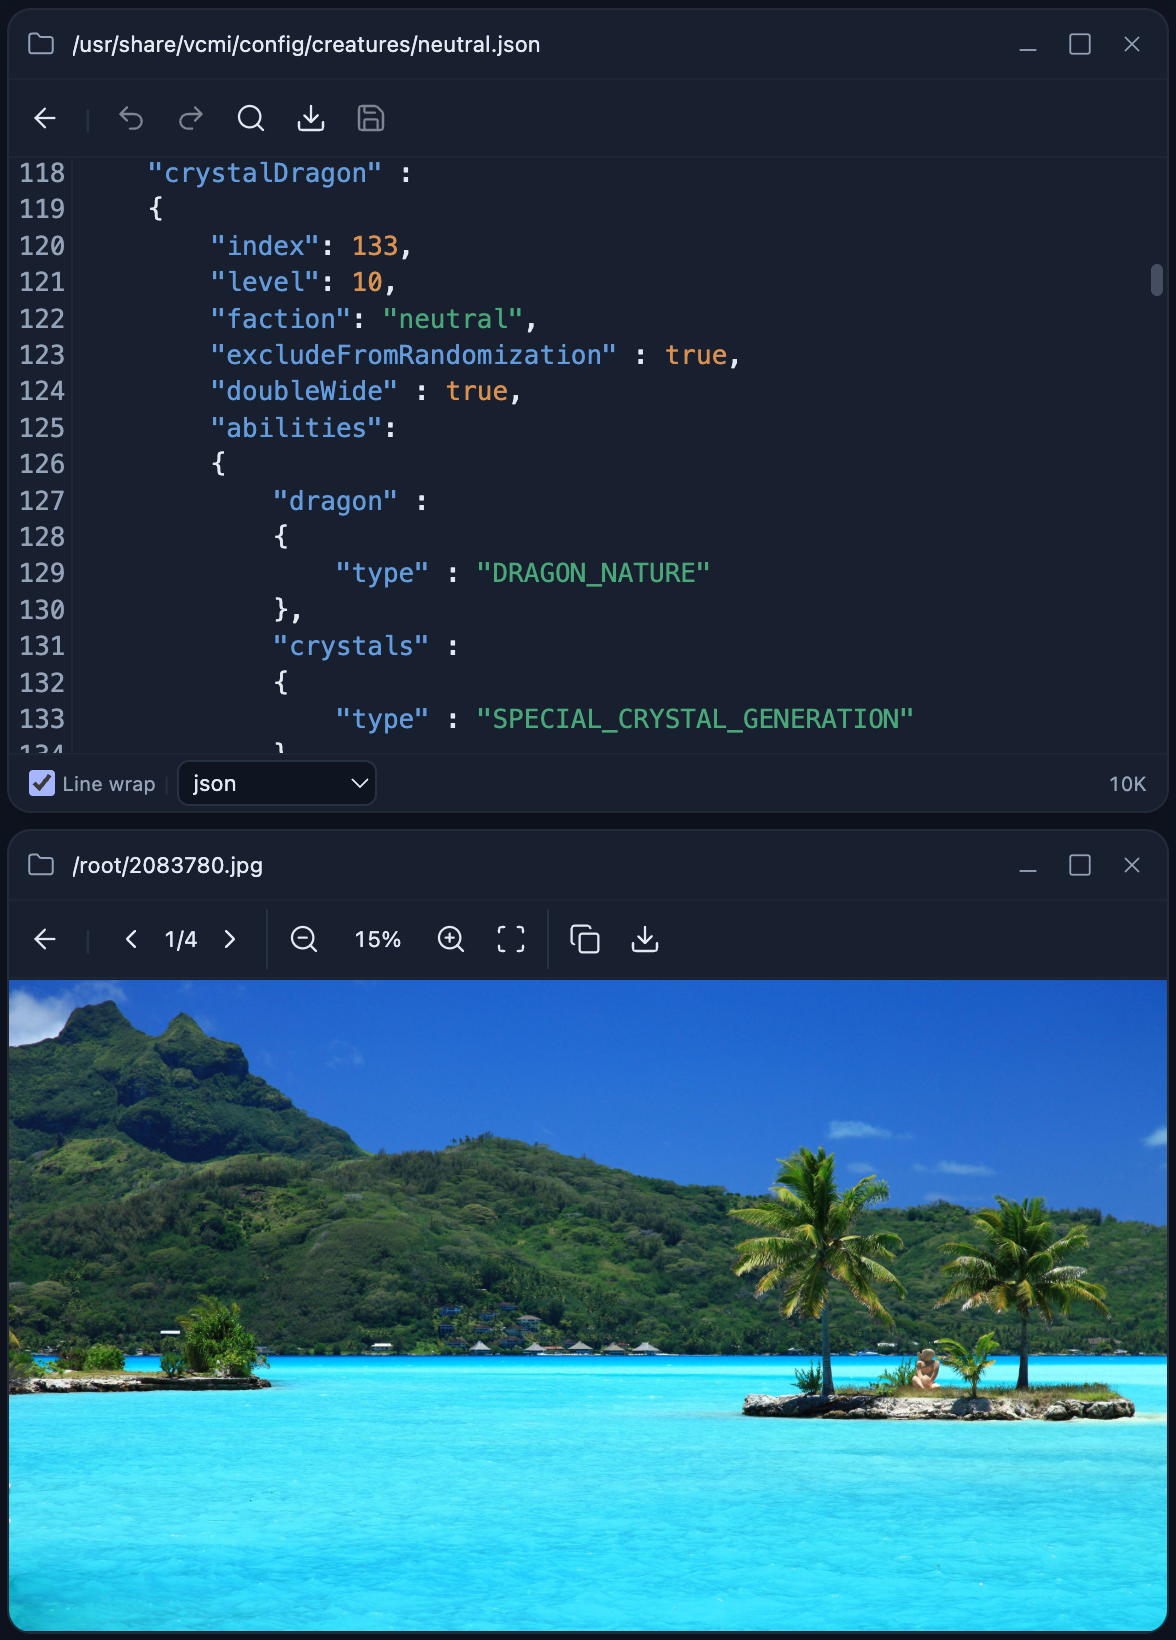 /usr/share/vcmi/config/creatures/neutral.json
118 "crystalDragon" :
119 {
120 "index": 133,
121 "level": 10,
122 "faction": "neutral",
123 "excludeFromRandomization" : true,
124 "doubleWide" : true,
125 "abilities":
126 {
127 "dragon" :
128 {
129 "type" : "DRAGON_NATURE"
130 },
131 "crystals" :
132 {
133 "type" : "SPECIAL_CRYSTAL_GENERATION"
134 }
Line wrap json 10K
/root/2083780.jpg
1/4 15%